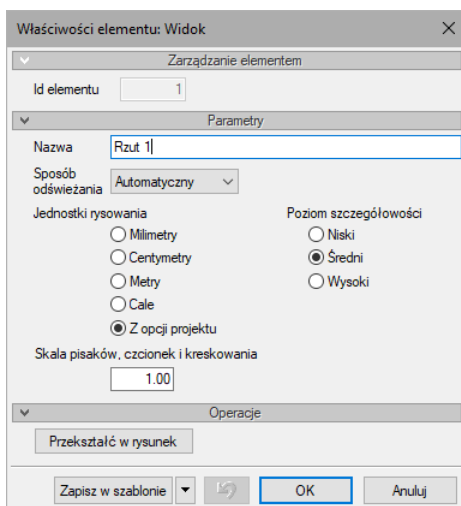 Właściwości elementu: Widok
Zarządzanie elementem
Id elementu 1
Parametry
Nazwa Rzut 1
Sposób odświeżania Automatyczny
Jednostki rysowania
Milimetry
Centymetry
Metry
Cale
Z opcji projektu
Poziom szczegółowości
Niski
Średni
Wysoki
Skala pisaków, czcionek i kreskowania
1.00
Operacje
Przekształć w rysunek
Zapisz w szablonie OK Anuluj